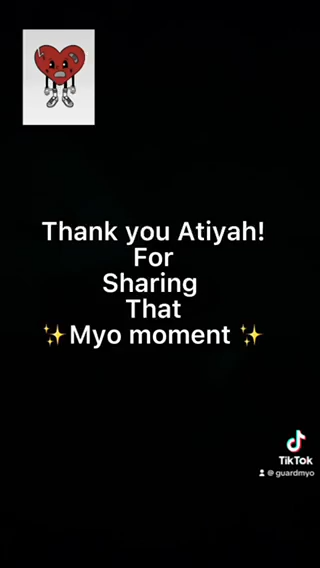 Thank you Atiyah!
For
Sharing
That
✨Myo moment ✨
TikTok
@guardmyo